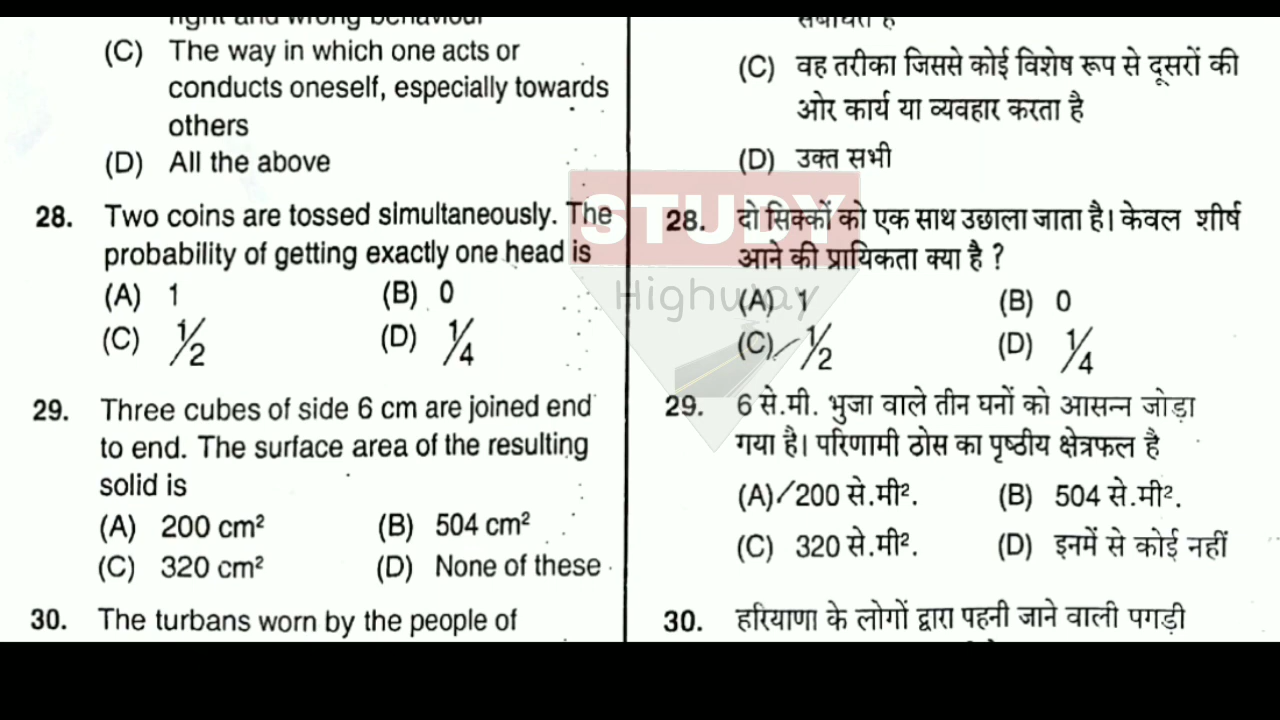 right and wrong behaviour
(C) The way in which one acts or
conducts oneself, especially towards
others
(D) All the above
28. Two coins are tossed simultaneously. The
probability of getting exactly one head is
(A) 1 (B) 0
(C) 1/2 (D) 1/4
29. Three cubes of side 6 cm are joined end
to end. The surface area of the resulting
solid is
(A) 200 cm² (B) 504 cm²
(C) 320 cm² (D) None of these
30. The turbans worn by the people of
संबंधित है
(C) वह तरीका जिससे कोई विशेष रूप से दूसरों की
ओर कार्य या व्यवहार करता है
(D) उक्त सभी
28. दो सिक्कों को एक साथ उछाला जाता है। केवल शीर्ष
आने की प्रायिकता क्या है ?
(A) 1 (B) 0
(C) 1/2 (D) 1/4
29. 6 से.मी. भुजा वाले तीन घनों को आसन्न जोड़ा
गया है। परिणामी ठोस का पृष्ठीय क्षेत्रफल है
(A) 200 से.मी². (B) 504 से.मी².
(C) 320 से.मी². (D) इनमें से कोई नहीं
30. हरियाणा के लोगों द्वारा पहनी जाने वाली पगड़ी
STUDY
Highway